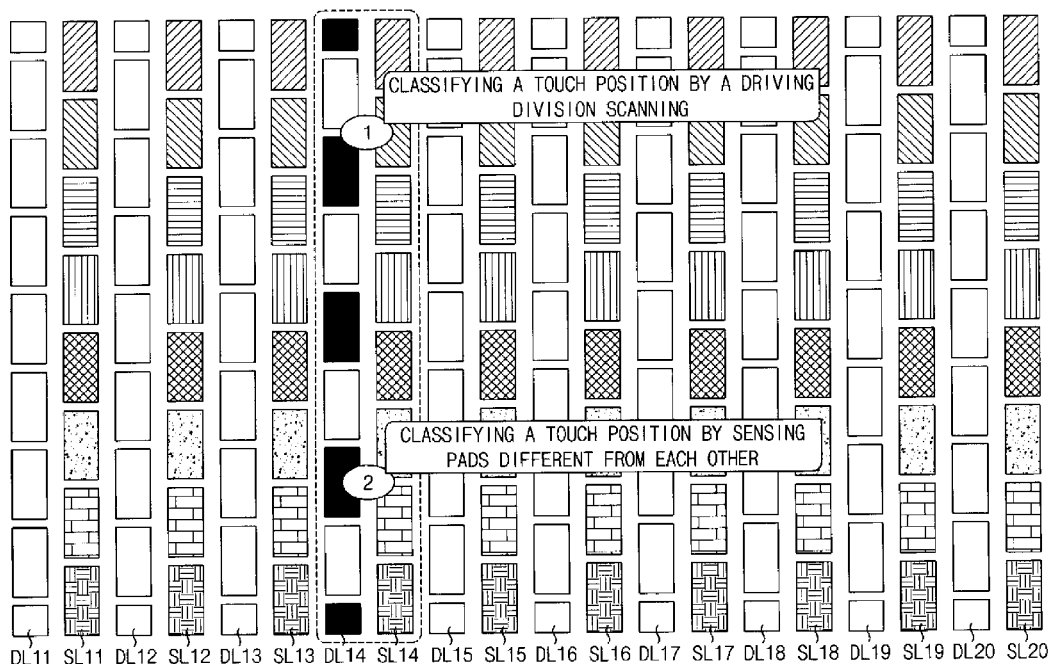 CLASSIFYING A TOUCH POSITION BY A DRIVING
DIVISION SCANNING
1
CLASSIFYING A TOUCH POSITION BY SENSING
PADS DIFFERENT FROM EACH OTHER
2
DL11 SL11 DL12 SL12 DL13 SL13 DL14 SL14 DL15 SL15 DL16 SL16 DL17 SL17 DL18 SL18 DL19 SL19 DL20 SL20